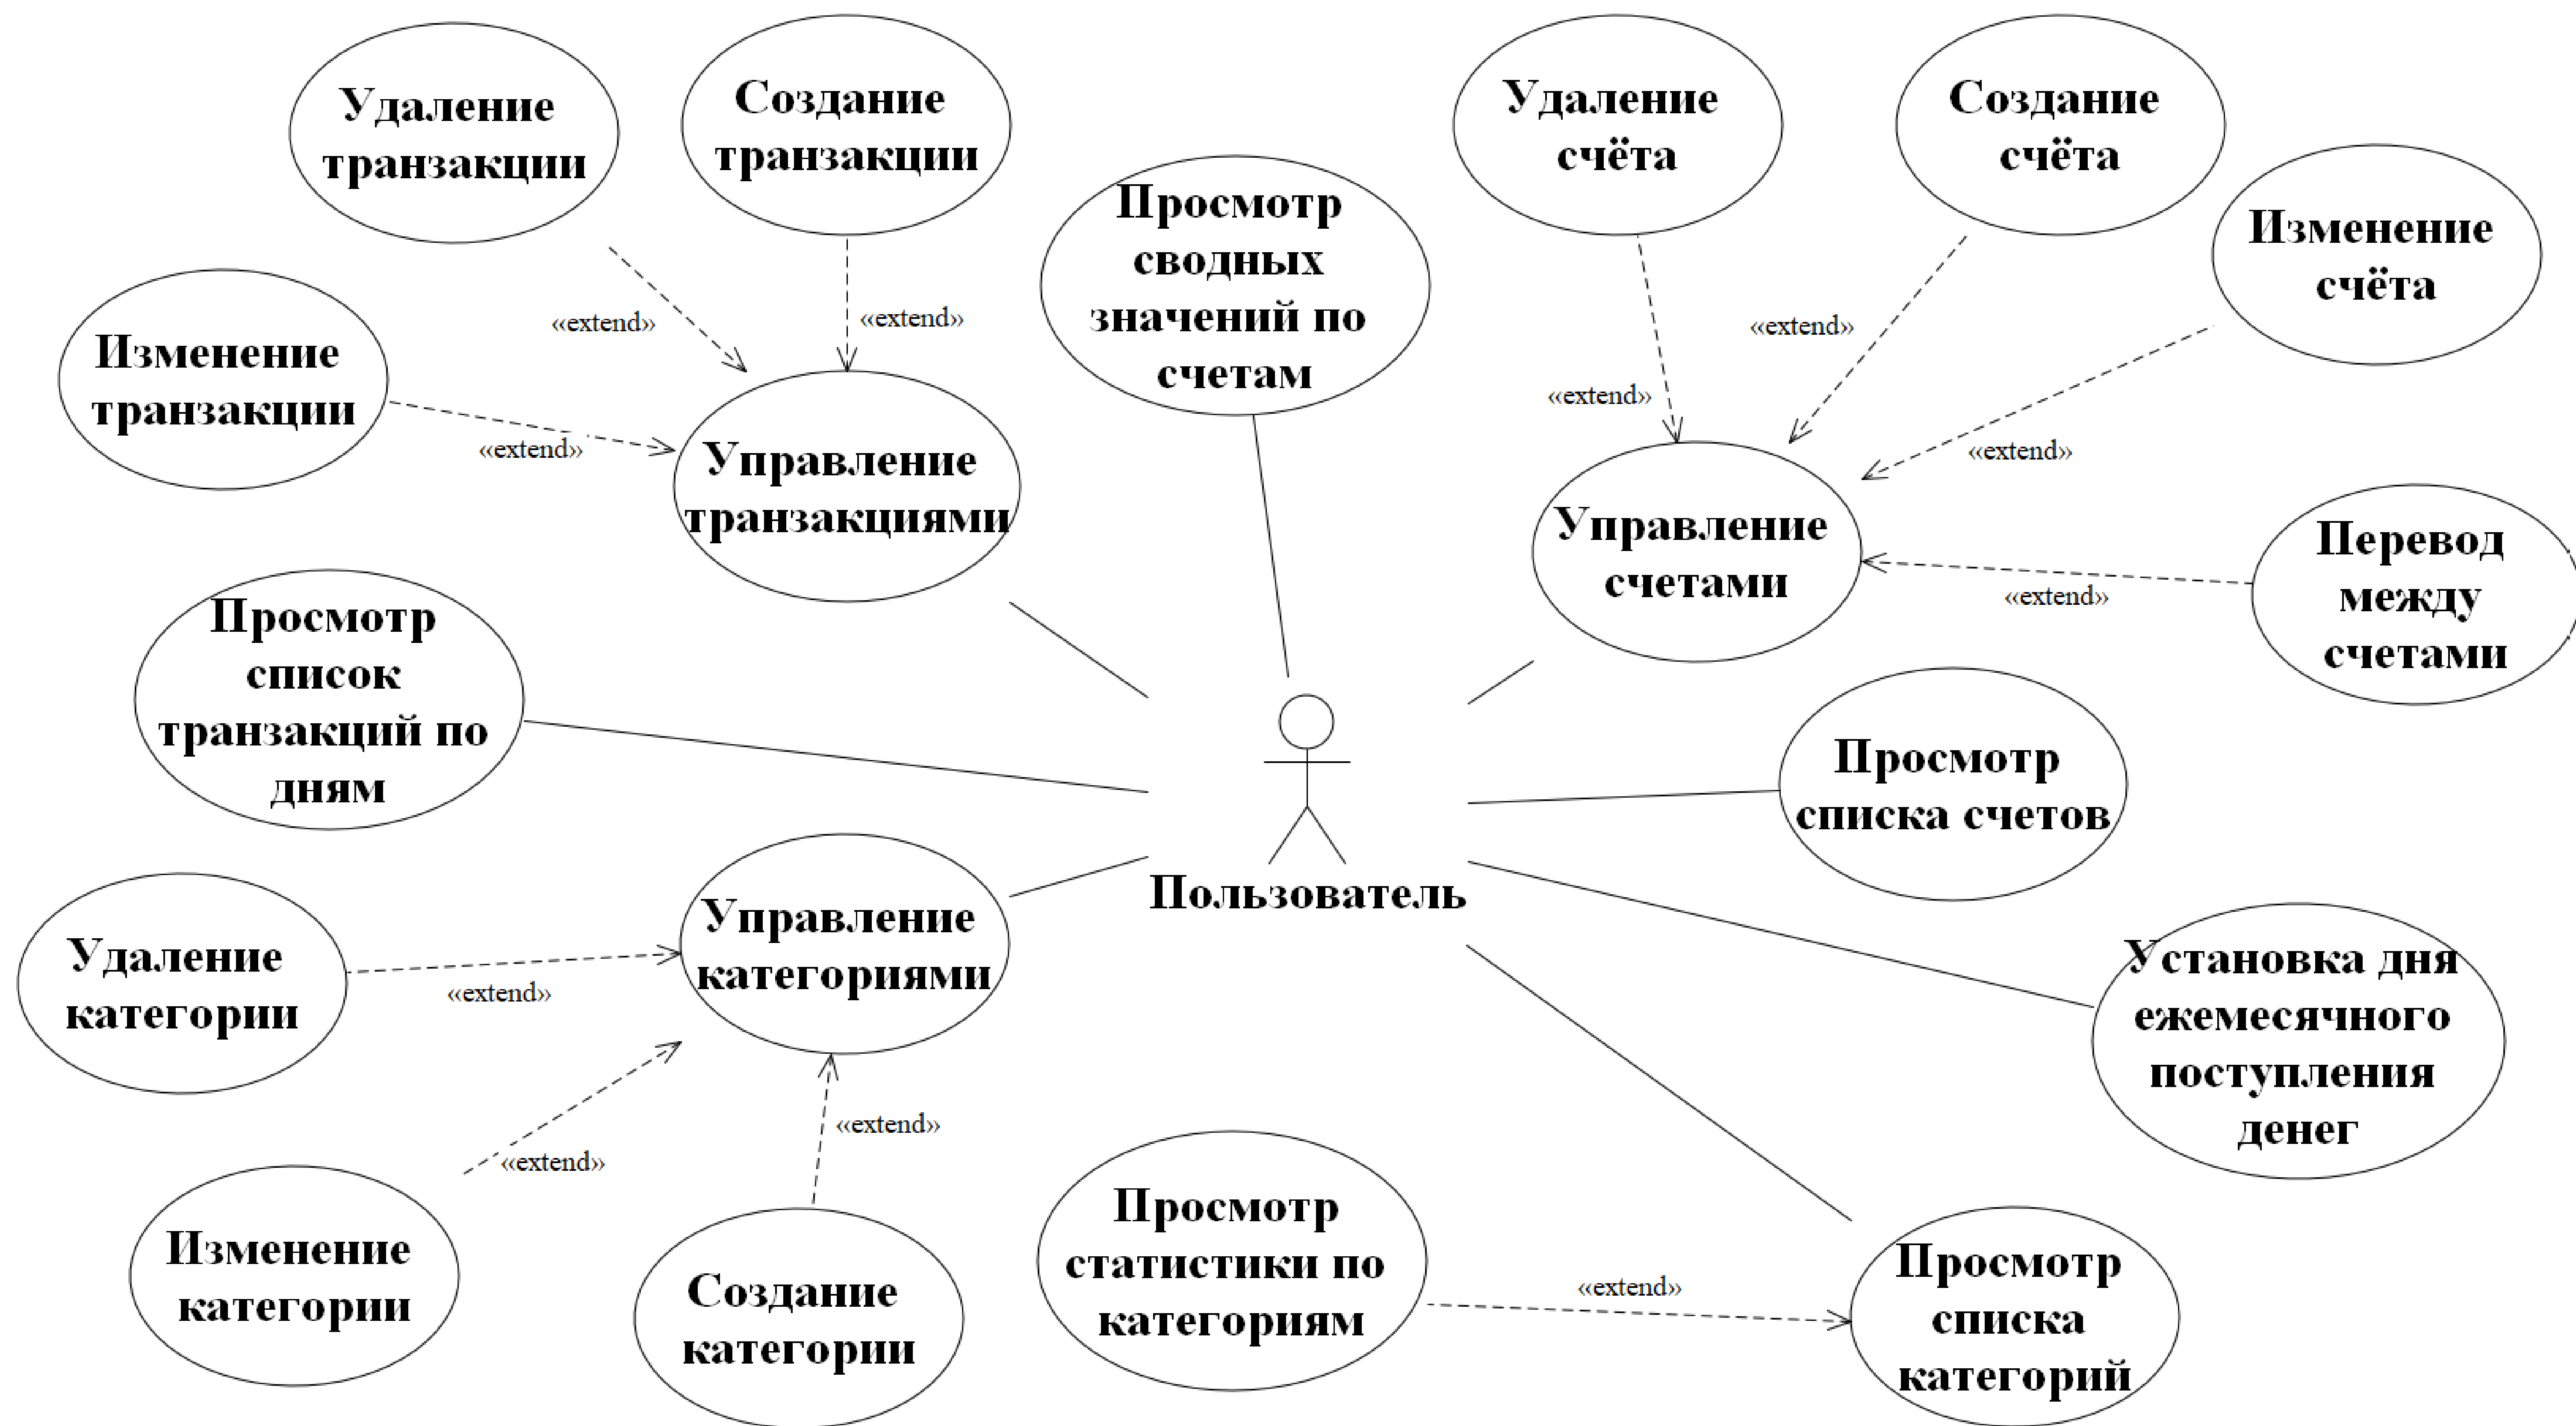 Удаление
транзакции
Создание
транзакции
Просмотр
сводных
значений по
счетам
Удаление
счёта
Создание
счёта
Изменение
счёта
Изменение
транзакции
«extend»
«extend»
«extend»
Управление
транзакциями
«extend»
«extend»
«extend»
Управление
счетами
«extend»
Перевод
между
счетами
Просмотр
список
транзакций по
дням
Пользователь
Просмотр
списка счетов
Удаление
категории
«extend»
Управление
категориями
Установка дня
ежемесячного
поступления
денег
«extend»
«extend»
Изменение
категории
Создание
категории
Просмотр
статистики по
категориям
«extend»
Просмотр
списка
категорий